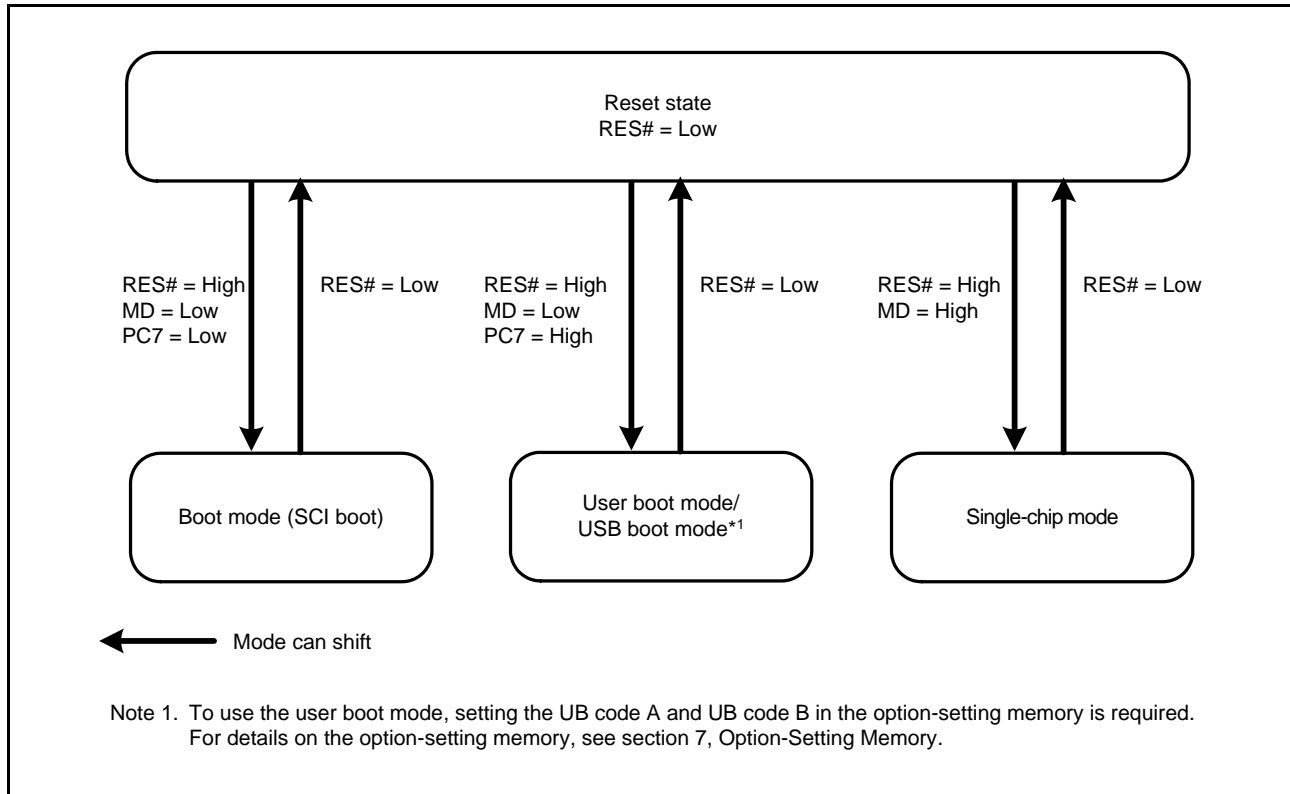 Reset state
RES# = Low
RES# = High
MD = Low
PC7 = Low
RES# = Low
RES# = High
MD = Low
PC7 = High
RES# = Low
RES# = High
MD = High
RES# = Low
Boot mode (SCI boot)
User boot mode/
USB boot mode*1
Single-chip mode
Mode can shift
Note 1. To use the user boot mode, setting the UB code A and UB code B in the option-setting memory is required.
For details on the option-setting memory, see section 7, Option-Setting Memory.